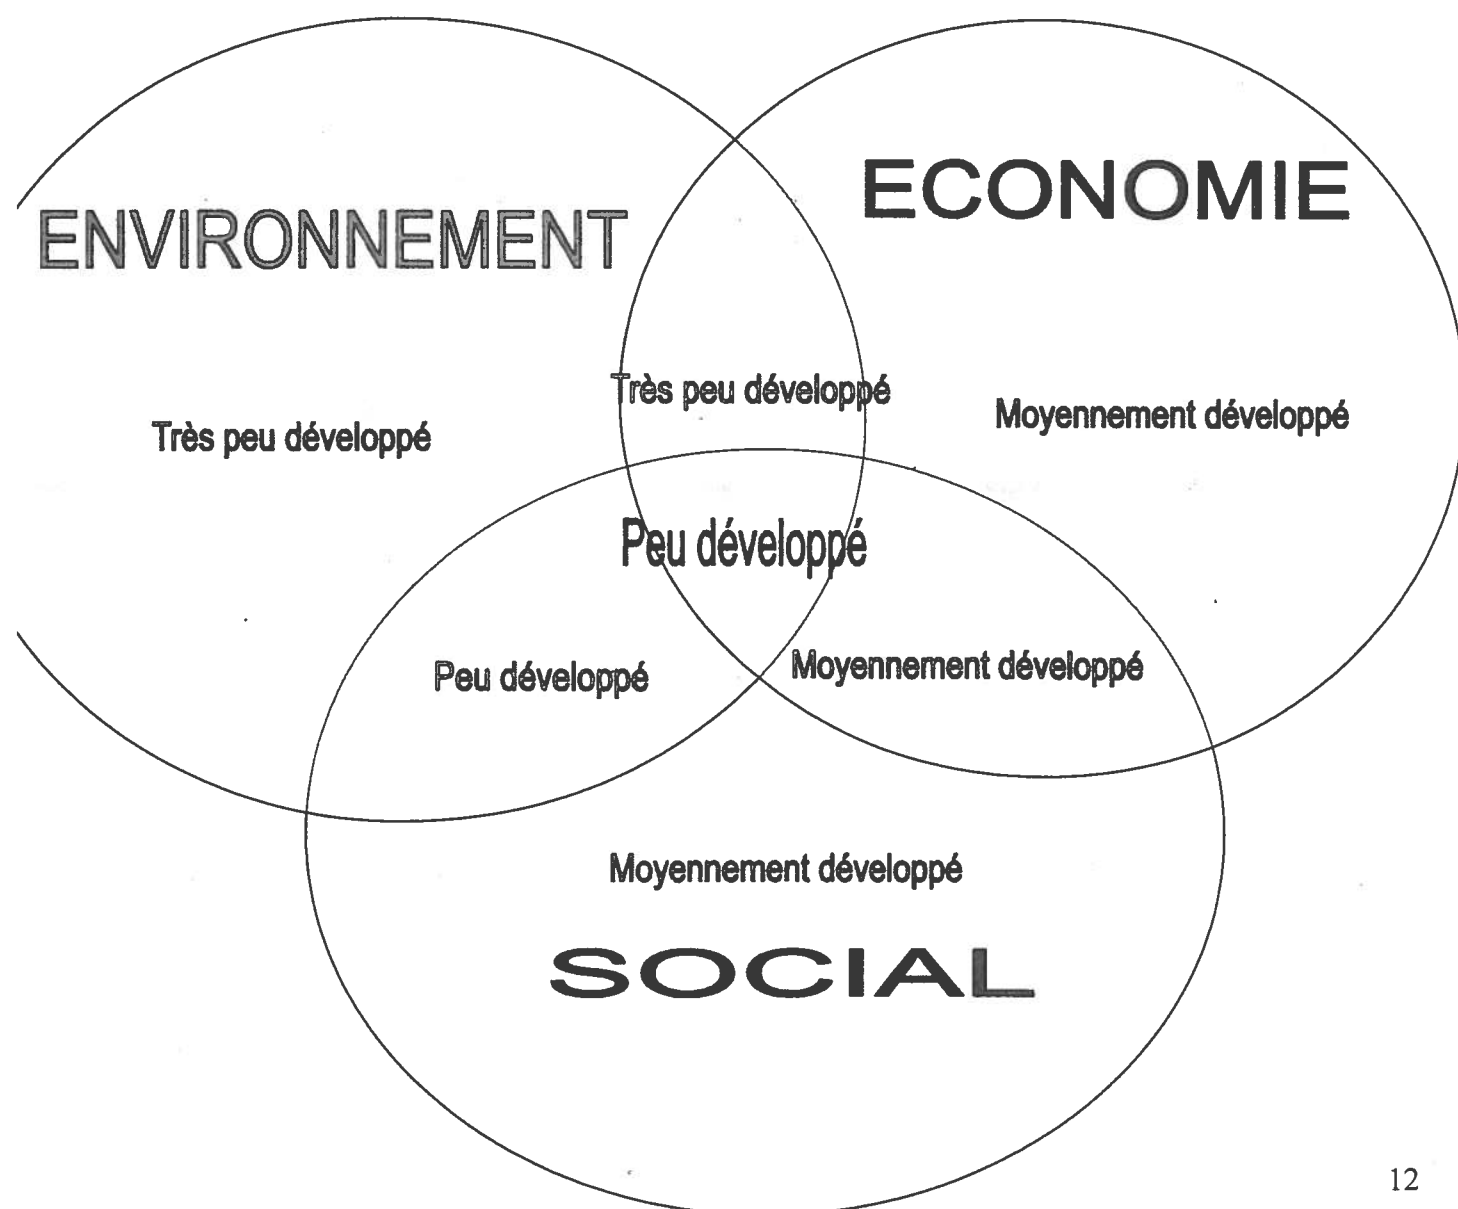 ECONOMIE
ENVIRONNEMENT
Très peu développé
Moyennement développé
Très peu développé
Peu développé
Peu développé
Moyennement développé
Moyennement développé
SOCIAL
12